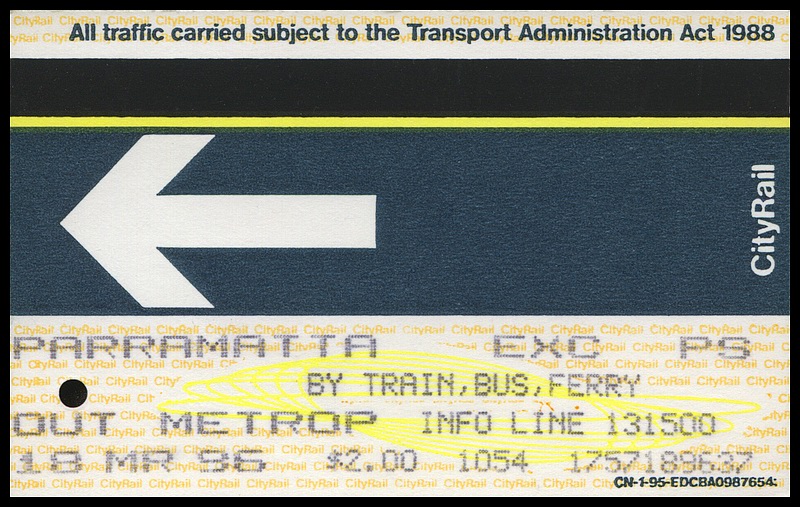 All traffic carried subject to the Transport Administration Act 1988
CityRail
PARRAMATTA EXC PS
BY TRAIN,BUS,FERRY
OUT METROP INFO LINE 131500
18 MR 96 $2.00 1054
CN-1-95-EDCBA0987654: